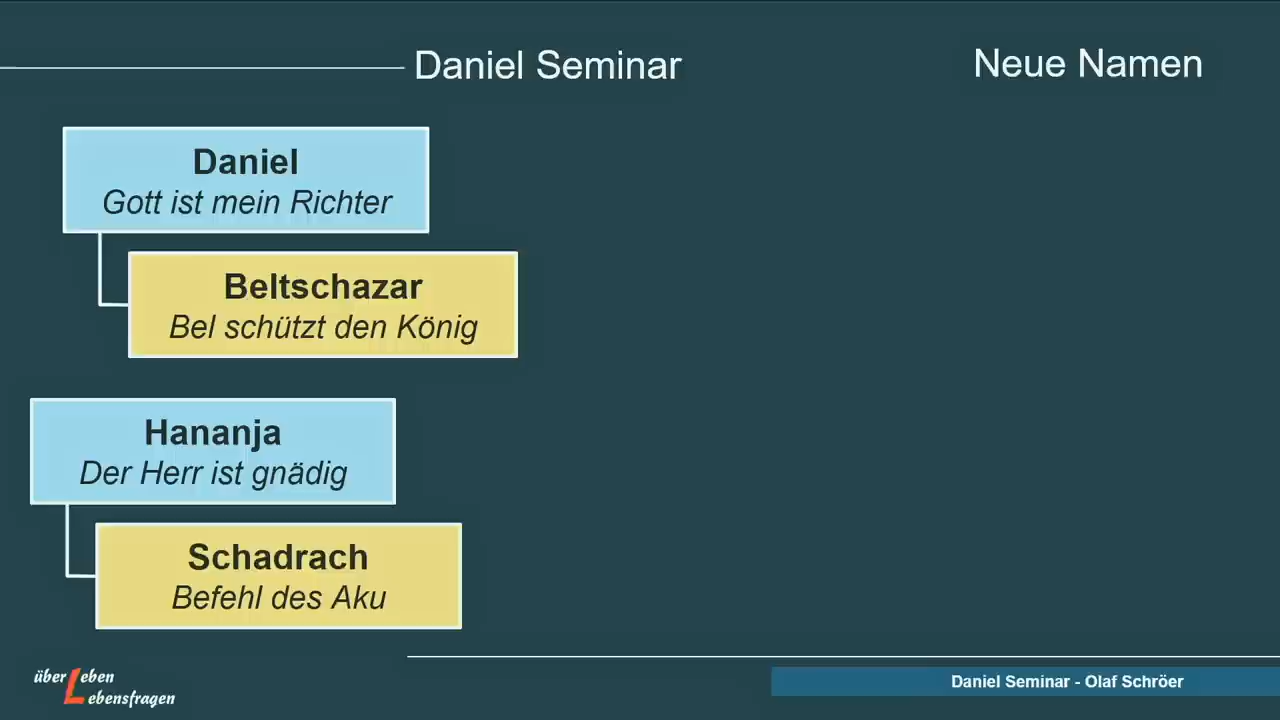 Daniel Seminar
Neue Namen
Daniel
Gott ist mein Richter
Beltschazar
Bel schützt den König
Hananja
Der Herr ist gnädig
Schadrach
Befehl des Aku
über Leben
Lebensfragen
Daniel Seminar - Olaf Schröer